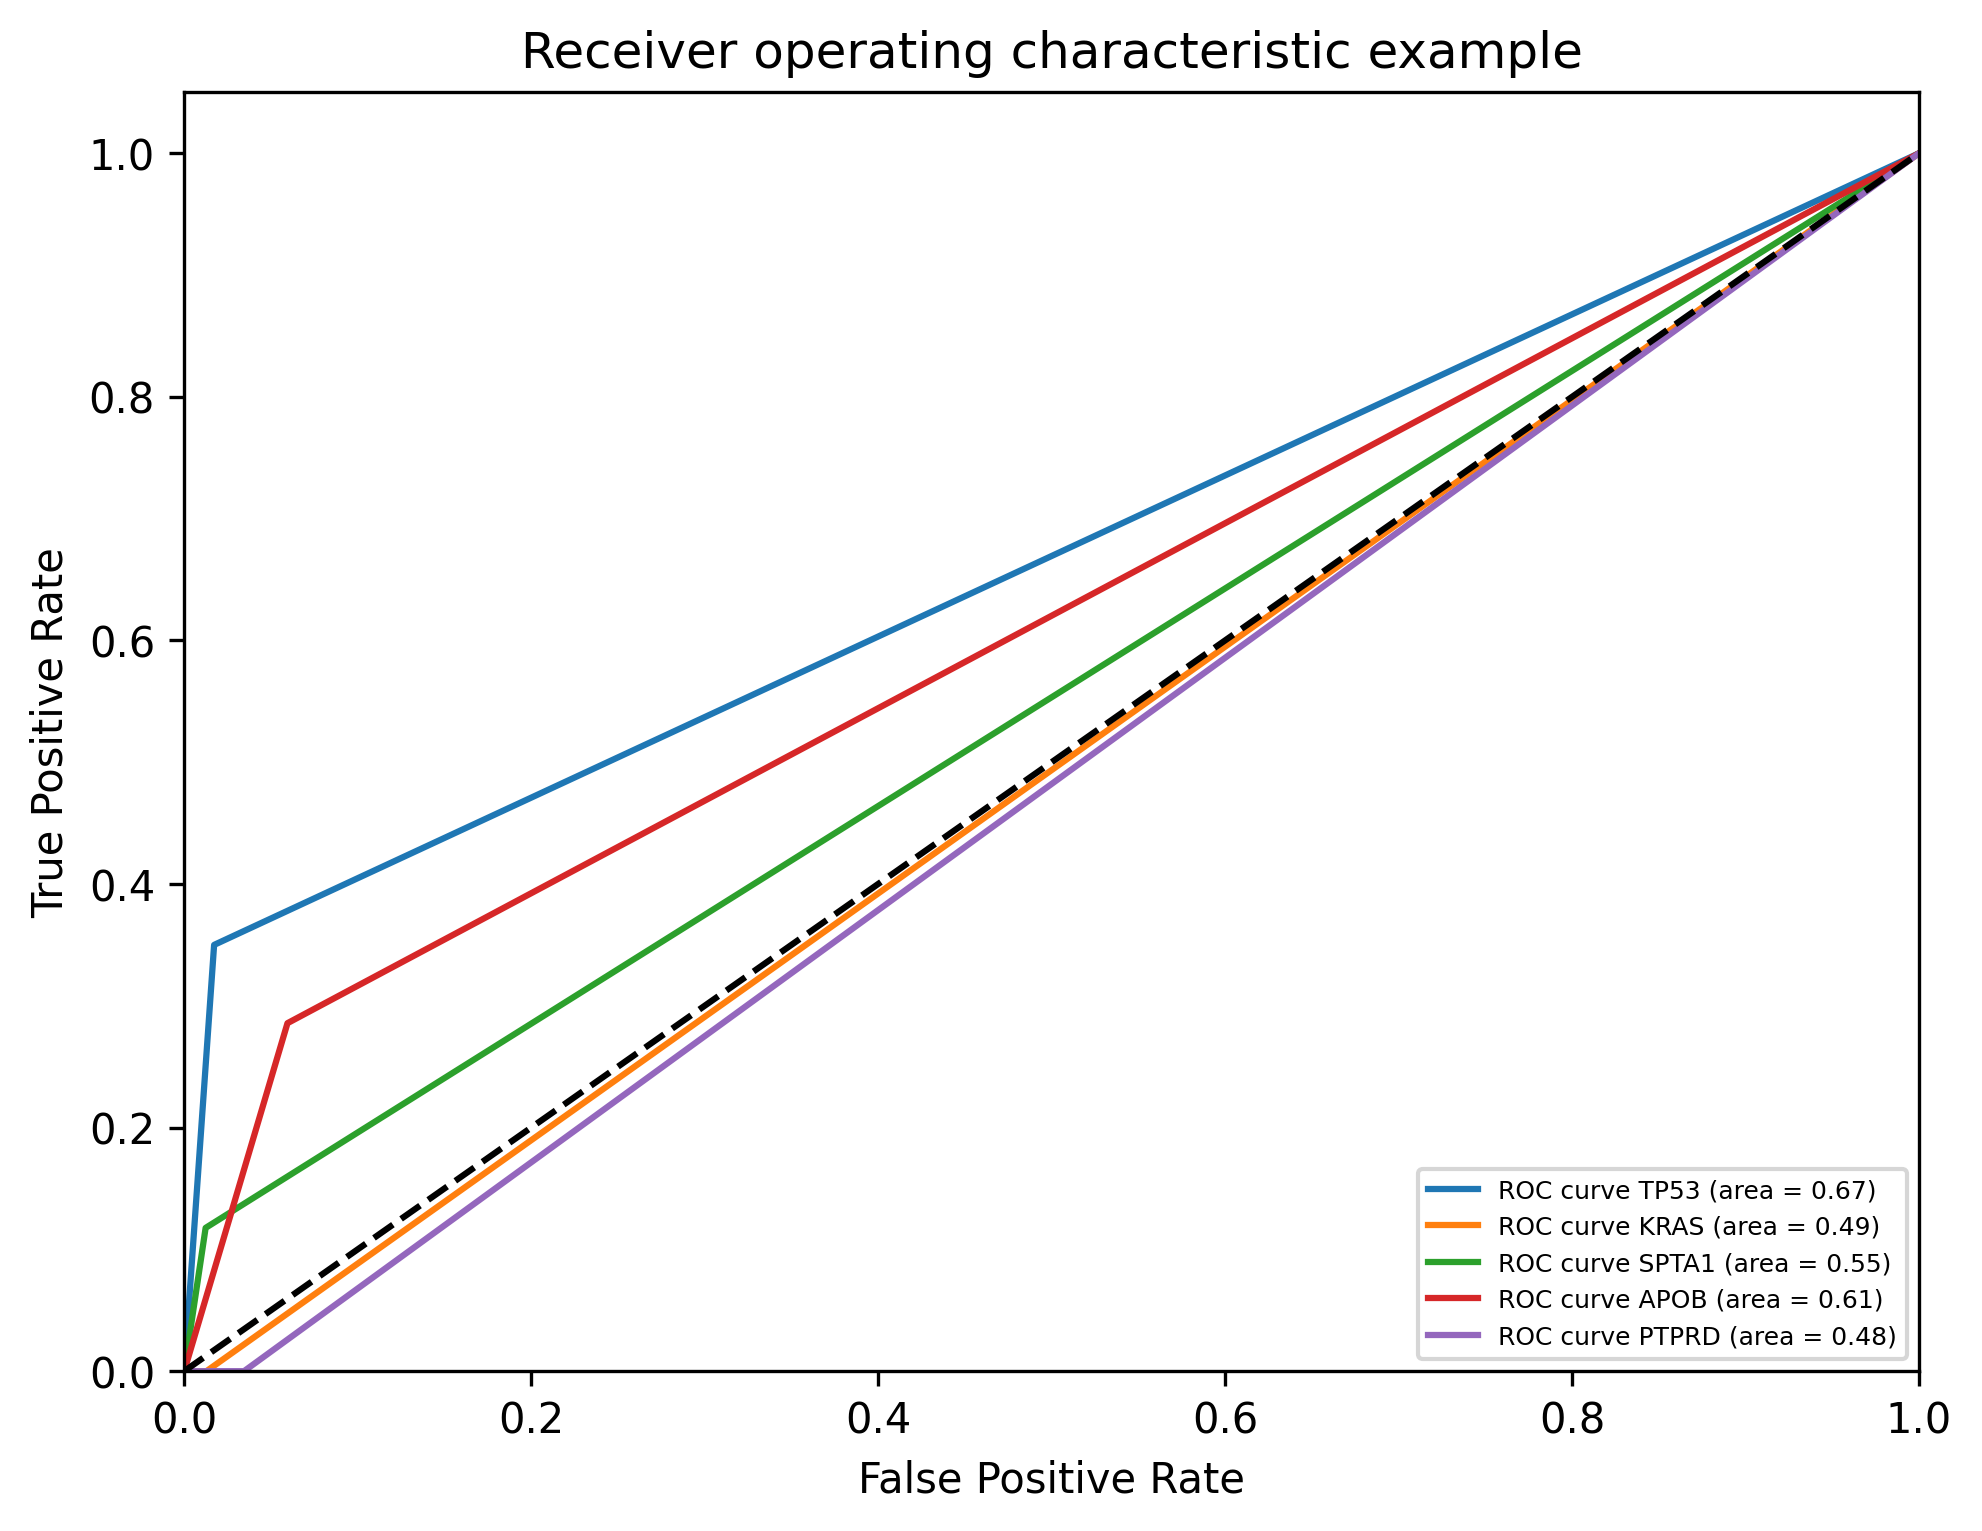 Receiver operating characteristic example
1.0
0.8
0.6
0.4
0.2
0.0
True Positive Rate
0.0 0.2 0.4 0.6 0.8 1.0
False Positive Rate
ROC curve TP53 (area = 0.67)
ROC curve KRAS (area = 0.49)
ROC curve SPTA1 (area = 0.55)
ROC curve APOB (area = 0.61)
ROC curve PTPRD (area = 0.48)